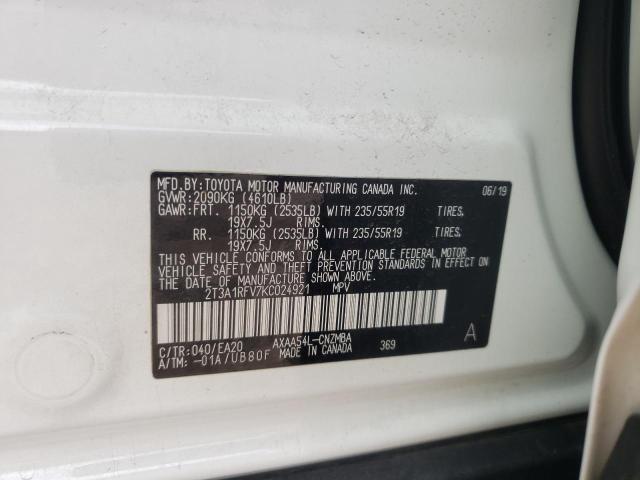 MFD.BY:TOYOTA MOTOR MANUFACTURING CANADA INC. 06/19
GVWR:2090KG (4610LB)
GAWR:FRT. 1150KG (2535LB) WITH 235/55R19 TIRES,
19X7.5J RIMS.
RR. 1150KG (2535LB) WITH 235/55R19 TIRES,
19X7.5J RIMS.
THIS VEHICLE CONFORMS TO ALL APPLICABLE FEDERAL MOTOR
VEHICLE SAFETY AND THEFT PREVENTION STANDARDS IN EFFECT ON
THE DATE OF MANUFACTURE SHOWN ABOVE.
2T3A1RFV7KC024921 MPV
C/TR:040/EA20 AXAA54L-CNZMBA A
A/TM: -01A/UB80F MADE IN CANADA 369